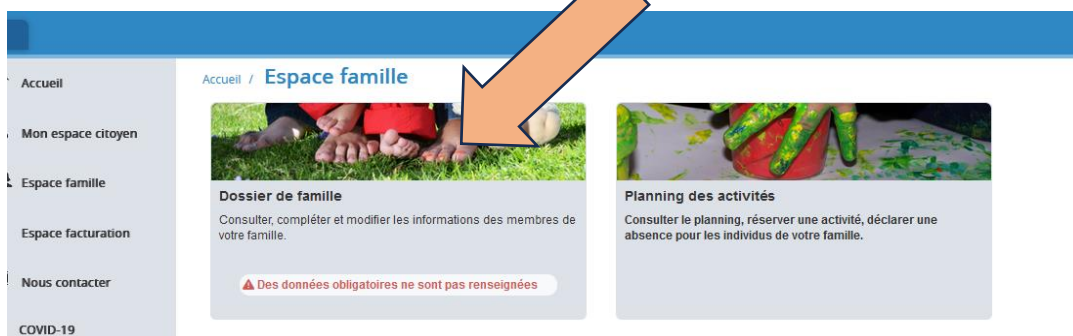 Accueil
Mon espace citoyen
Espace famille
Espace facturation
Nous contacter
COVID-19
Accueil / Espace famille
Dossier de famille
Consulter, compléter et modifier les informations des membres de
votre famille.
Des données obligatoires ne sont pas renseignées
Planning des activités
Consulter le planning, réserver une activité, déclarer une
absence pour les individus de votre famille.